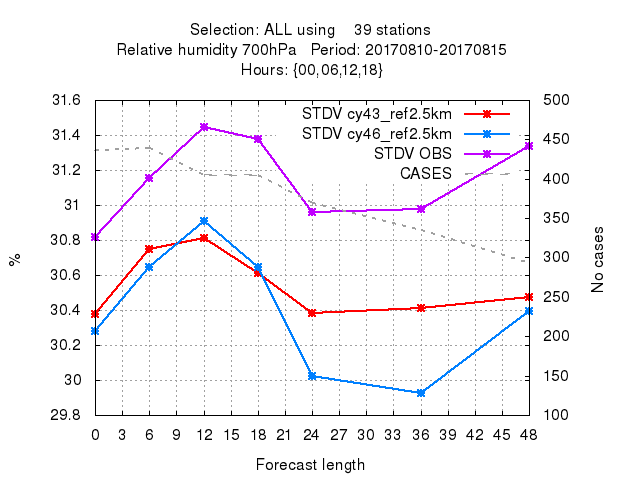 Selection: ALL using 39 stations
Relative humidity 700hPa Period: 20170810-20170815
Hours: {00,06,12,18}
STDV cy43_ref2.5km
STDV cy46_ref2.5km
STDV OBS
CASES
31.6
31.4
31.2
31
30.8
30.6
30.4
30.2
30
29.8
%
500
450
400
350
300
250
200
150
100
No cases
0 3 6 9 12 15 18 21 24 27 30 33 36 39 42 45 48
Forecast length